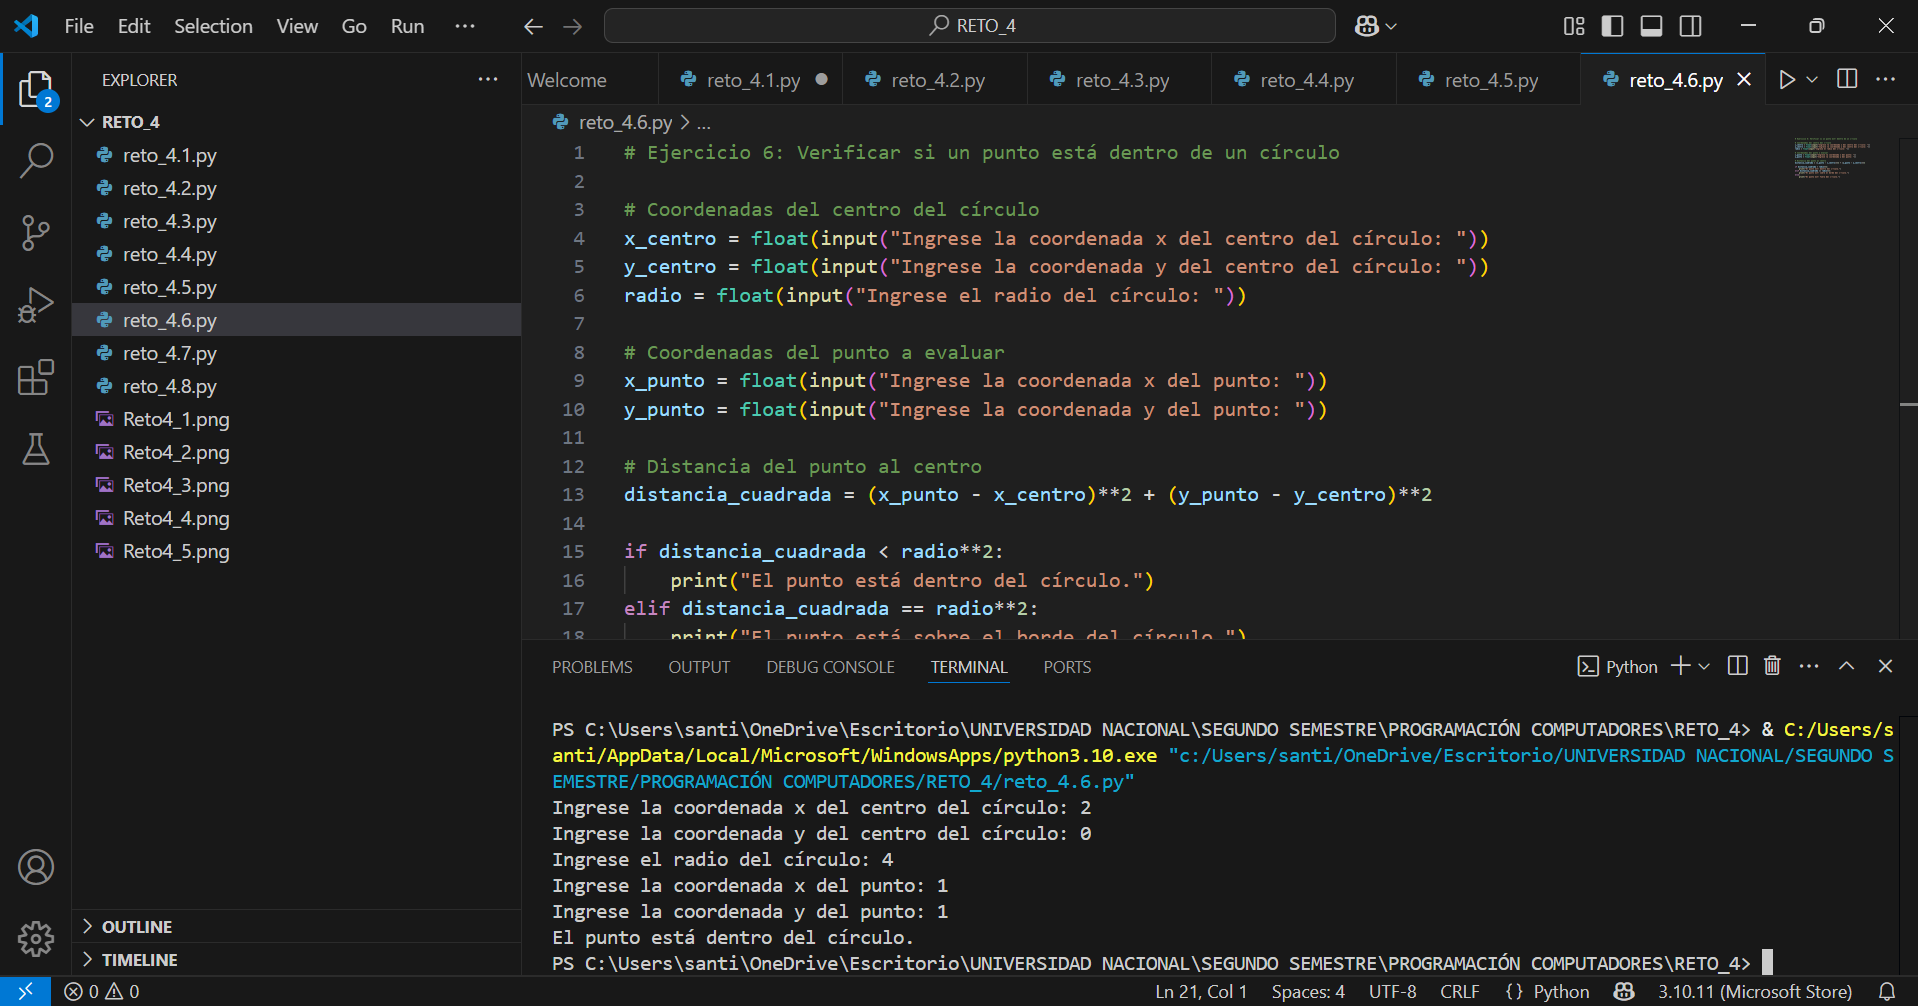 File Edit Selection View Go Run ···
RETO_4
EXPLORER ···
2
RETO_4
reto_4.1.py
reto_4.2.py
reto_4.3.py
reto_4.4.py
reto_4.5.py
reto_4.6.py
reto_4.7.py
reto_4.8.py
Reto4_1.png
Reto4_2.png
Reto4_3.png
Reto4_4.png
Reto4_5.png
OUTLINE
TIMELINE
Welcome reto_4.1.py reto_4.2.py reto_4.3.py reto_4.4.py reto_4.5.py reto_4.6.py
reto_4.6.py > ...
1 # Ejercicio 6: Verificar si un punto está dentro de un círculo
2
3 # Coordenadas del centro del círculo
4 x_centro = float(input("Ingrese la coordenada x del centro del círculo: "))
5 y_centro = float(input("Ingrese la coordenada y del centro del círculo: "))
6 radio = float(input("Ingrese el radio del círculo: "))
7
8 # Coordenadas del punto a evaluar
9 x_punto = float(input("Ingrese la coordenada x del punto: "))
10 y_punto = float(input("Ingrese la coordenada y del punto: "))
11
12 # Distancia del punto al centro
13 distancia_cuadrada = (x_punto - x_centro)**2 + (y_punto - y_centro)**2
14
15 if distancia_cuadrada < radio**2:
16 print("El punto está dentro del círculo.")
17 elif distancia_cuadrada == radio**2:
18 print("El punto está sobre el borde del círculo.")
PROBLEMS OUTPUT DEBUG CONSOLE TERMINAL PORTS Python
PS C:\Users\santi\OneDrive\Escritorio\UNIVERSIDAD NACIONAL\SEGUNDO SEMESTRE\PROGRAMACIÓN COMPUTADORES\RETO_4> & C:/Users/s
anti/AppData/Local/Microsoft/WindowsApps/python3.10.exe "c:/Users/santi/OneDrive/Escritorio/UNIVERSIDAD NACIONAL/SEGUNDO S
EMESTRE/PROGRAMACIÓN COMPUTADORES/RETO_4/reto_4.6.py"
Ingrese la coordenada x del centro del círculo: 2
Ingrese la coordenada y del centro del círculo: 0
Ingrese el radio del círculo: 4
Ingrese la coordenada x del punto: 1
Ingrese la coordenada y del punto: 1
El punto está dentro del círculo.
PS C:\Users\santi\OneDrive\Escritorio\UNIVERSIDAD NACIONAL\SEGUNDO SEMESTRE\PROGRAMACIÓN COMPUTADORES\RETO_4>
0 0 Ln 21, Col 1 Spaces: 4 UTF-8 CRLF {} Python 3.10.11 (Microsoft Store)